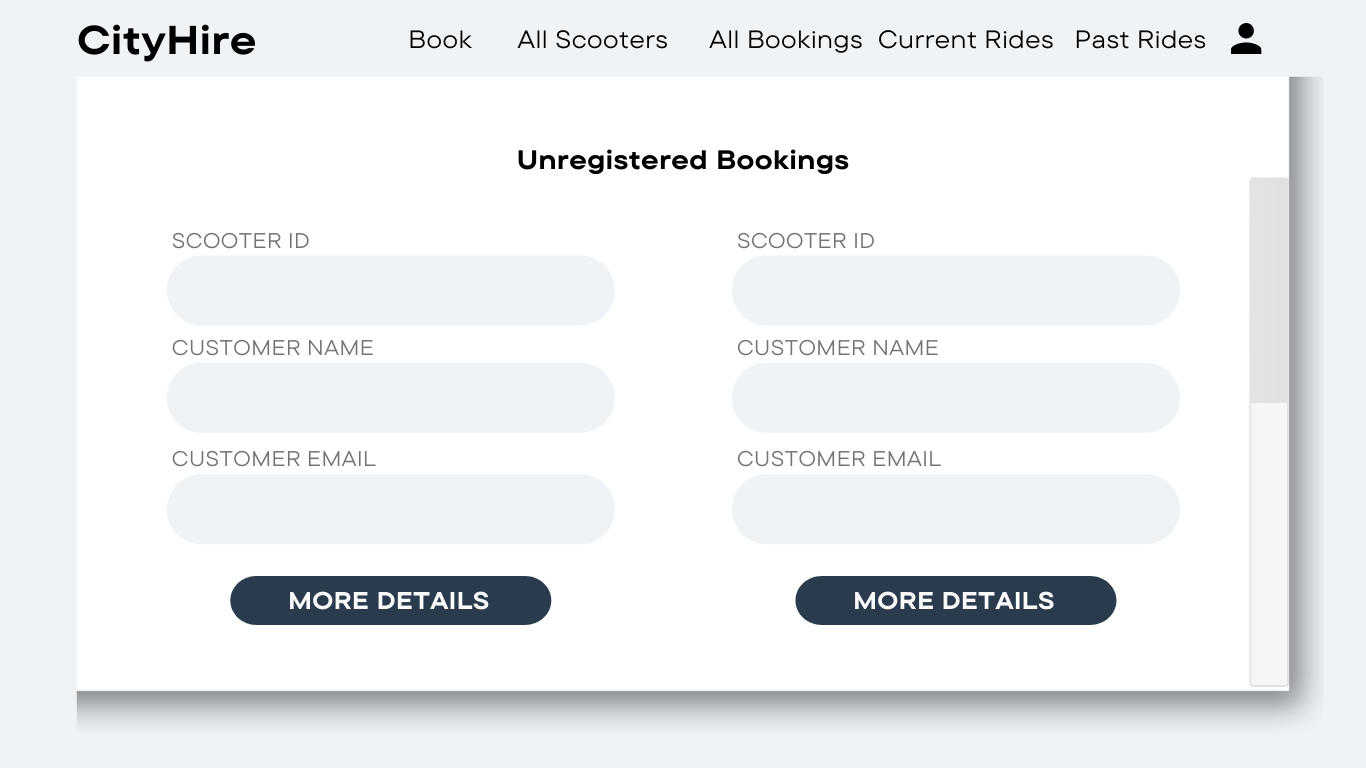 CityHire Book All Scooters All Bookings Current Rides Past Rides
Unregistered Bookings
SCOOTER ID
CUSTOMER NAME
CUSTOMER EMAIL
MORE DETAILS
SCOOTER ID
CUSTOMER NAME
CUSTOMER EMAIL
MORE DETAILS